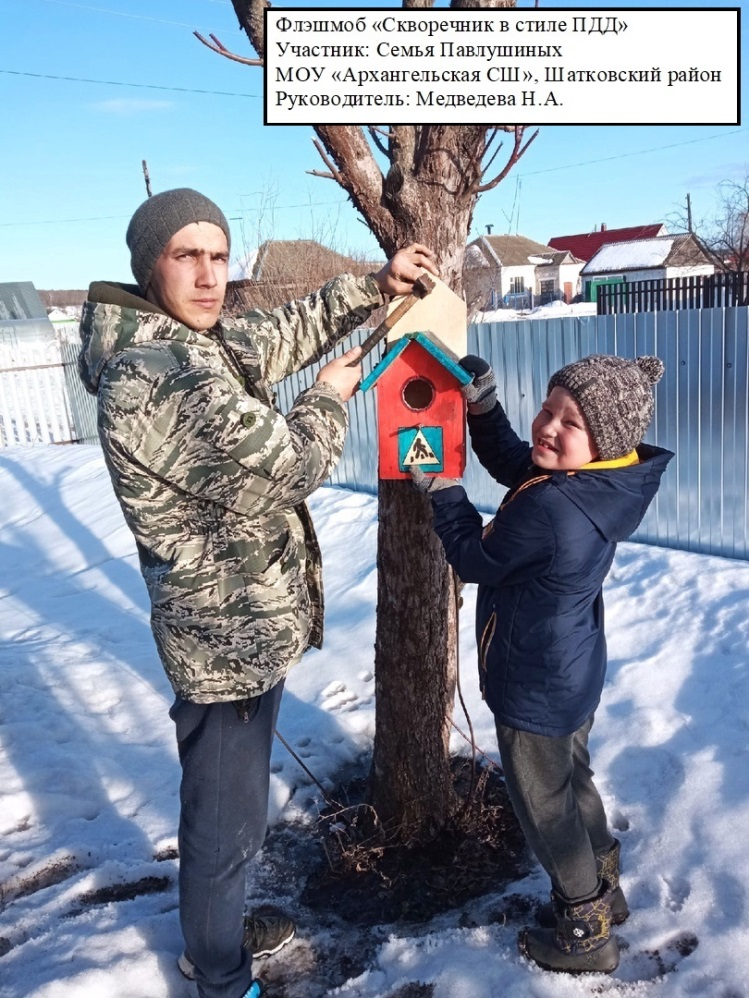 Флэшмоб «Скворечник в стиле ПДД»
Участник: Семья Павлушиных
МОУ «Архангельская СШ», Шатковский район
Руководитель: Медведева Н.А.